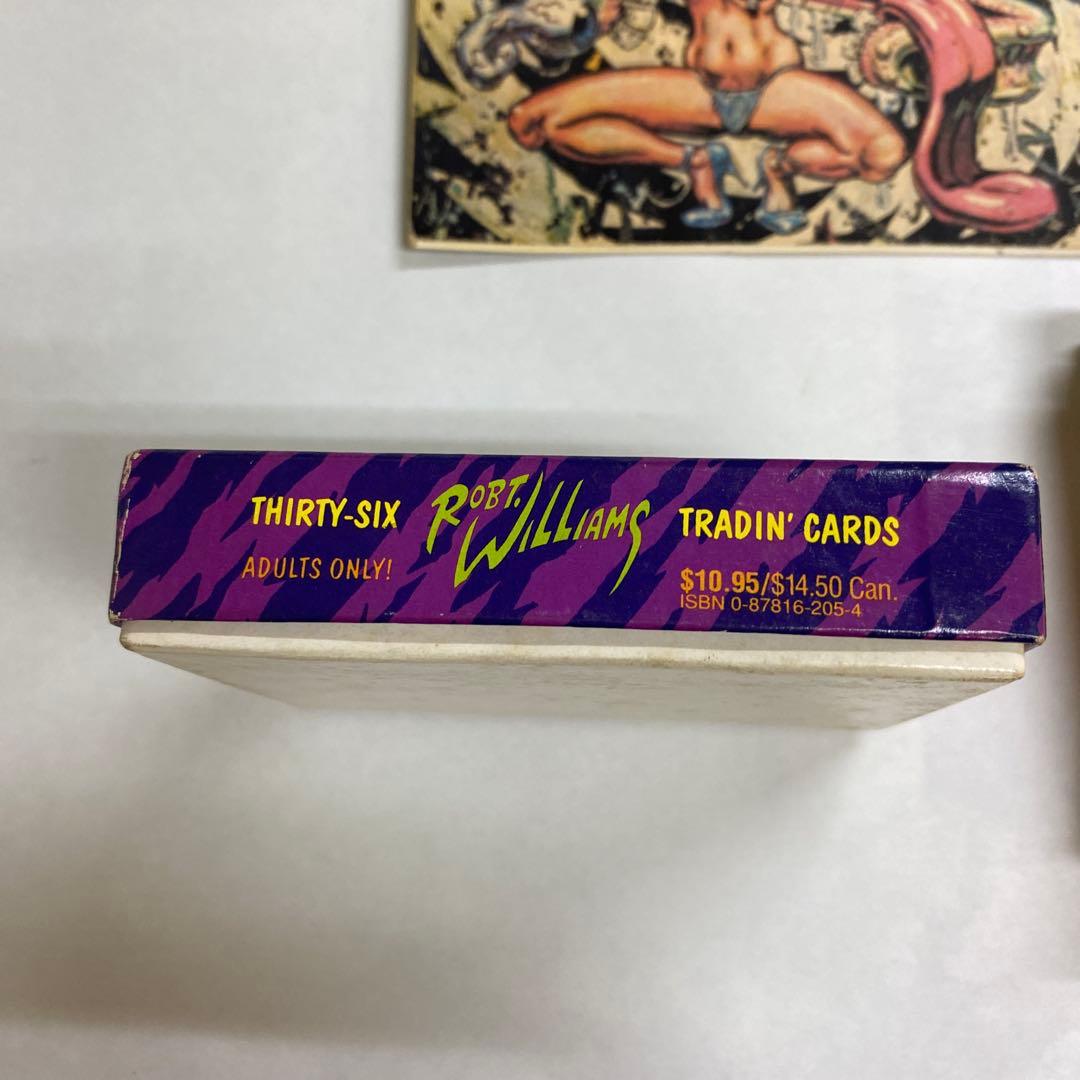 THIRTY-SIX ROBT. WILLIAMS TRADIN' CARDS
ADULTS ONLY!
$10.95/$14.50 Can.
ISBN 0-87816-205-4